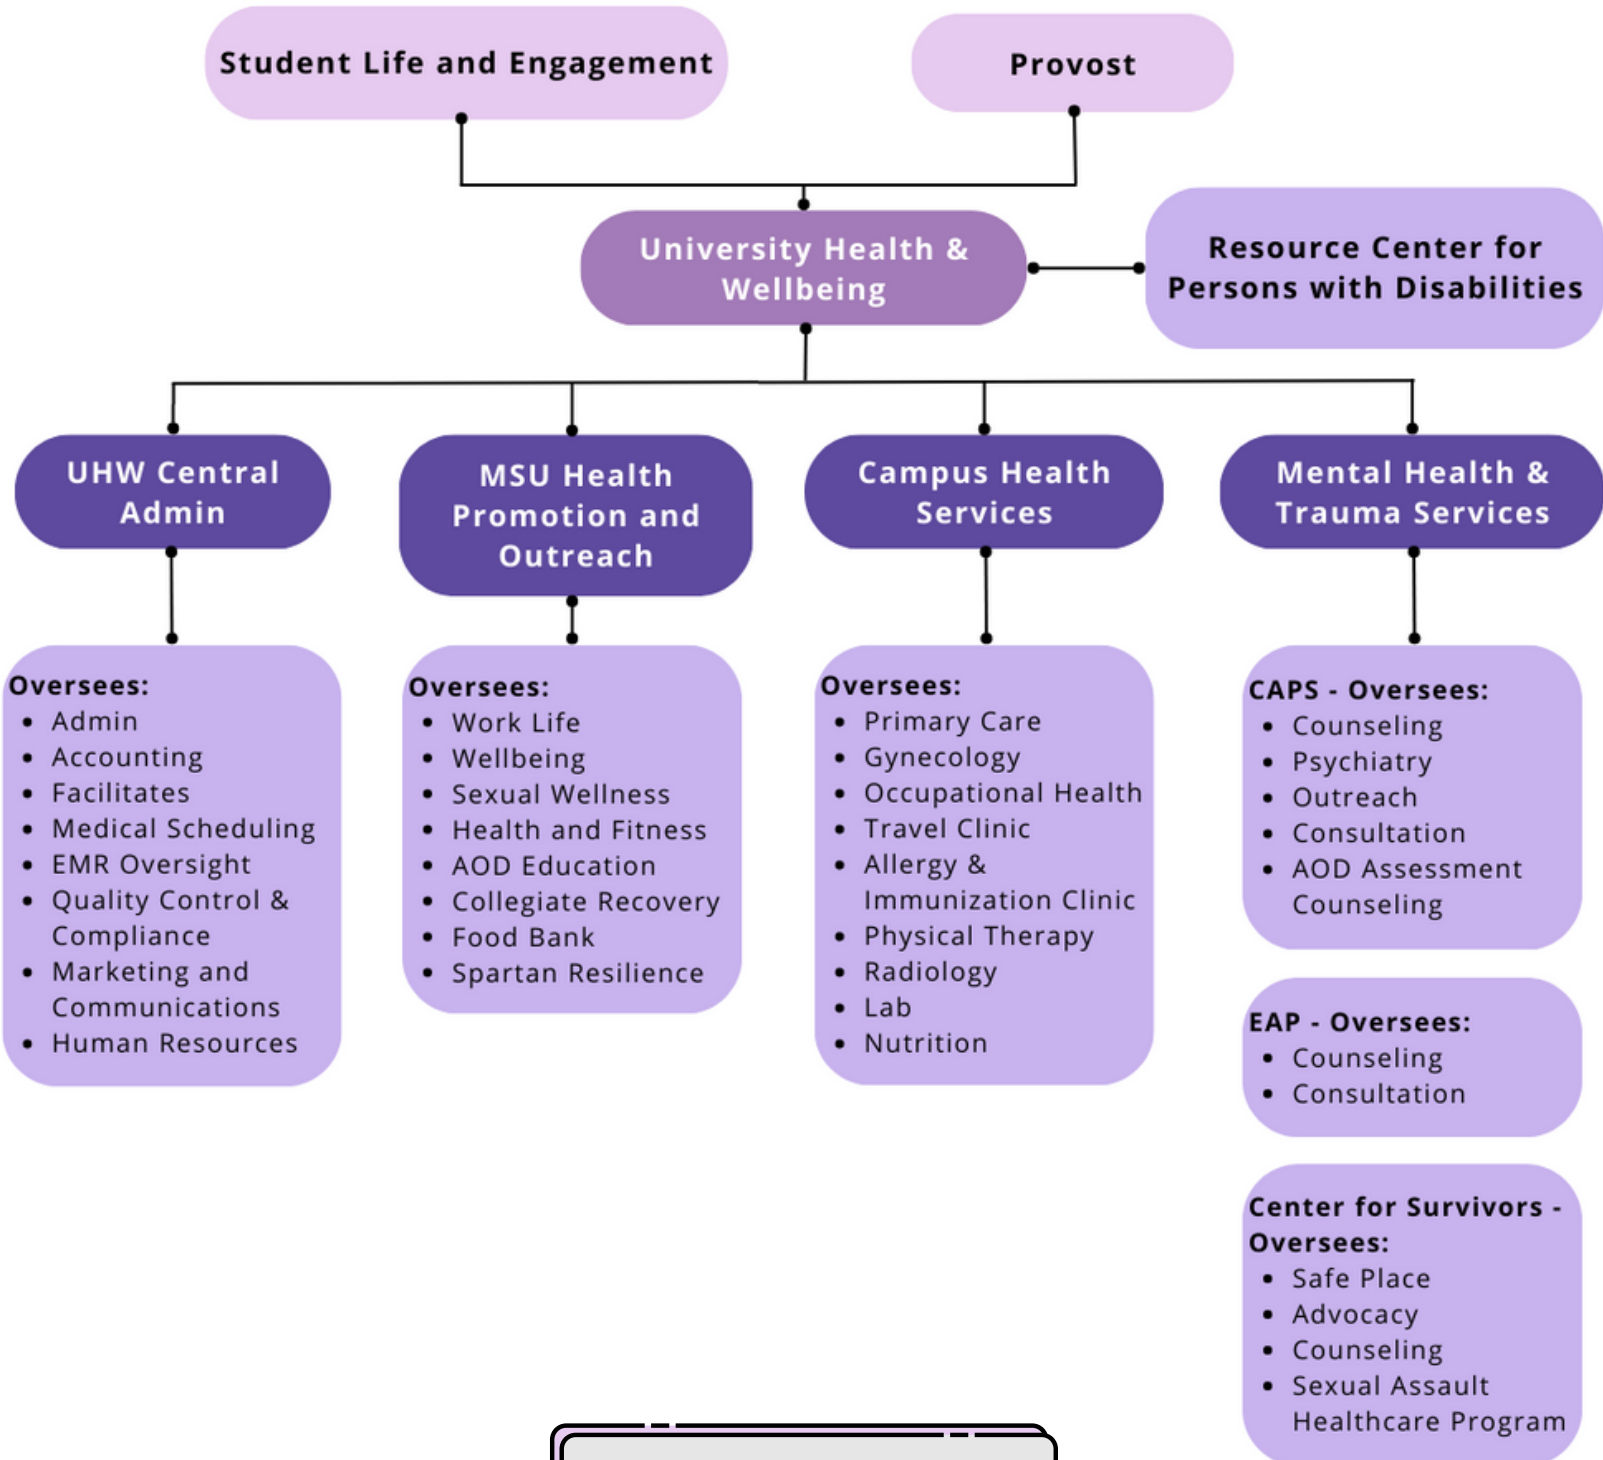 Student Life and Engagement
Provost
University Health &
Wellbeing
Resource Center for
Persons with Disabilities
UHW Central
Admin
MSU Health
Promotion and
Outreach
Campus Health
Services
Mental Health &
Trauma Services
Oversees:
Admin
Accounting
Facilitates
Medical Scheduling
EMR Oversight
Quality Control &
Compliance
Marketing and
Communications
Human Resources
Oversees:
Work Life
Wellbeing
Sexual Wellness
Health and Fitness
AOD Education
Collegiate Recovery
Food Bank
Spartan Resilience
Oversees:
Primary Care
Gynecology
Occupational Health
Travel Clinic
Allergy &
Immunization Clinic
Physical Therapy
Radiology
Lab
Nutrition
CAPS - Oversees:
Counseling
Psychiatry
Outreach
Consultation
AOD Assessment
Counseling
EAP - Oversees:
Counseling
Consultation
Center for Survivors -
Oversees:
Safe Place
Advocacy
Counseling
Sexual Assault
Healthcare Program